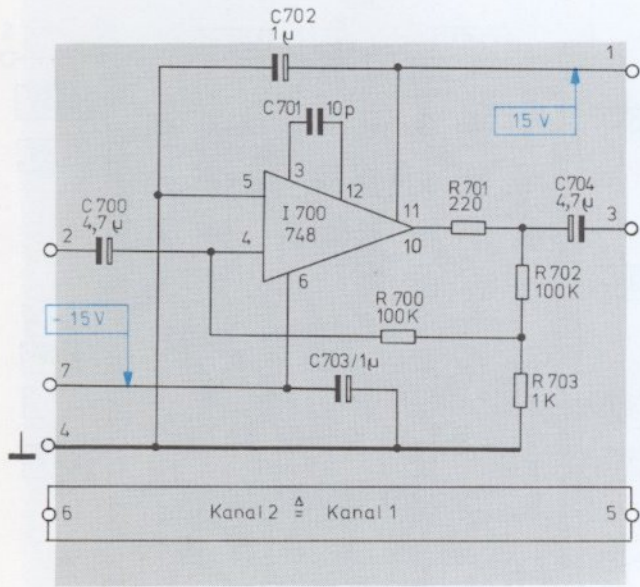 C702
1µ
1
15 V
C701
10p
3
12
5
I 700
748
4
6
11
10
R701
220
C704
4,7µ
3
C700
4,7µ
2
R702
100K
R 700
100K
- 15V
C703/1µ
R703
1K
7
4
6
Kanal 2 ≙ Kanal 1
5